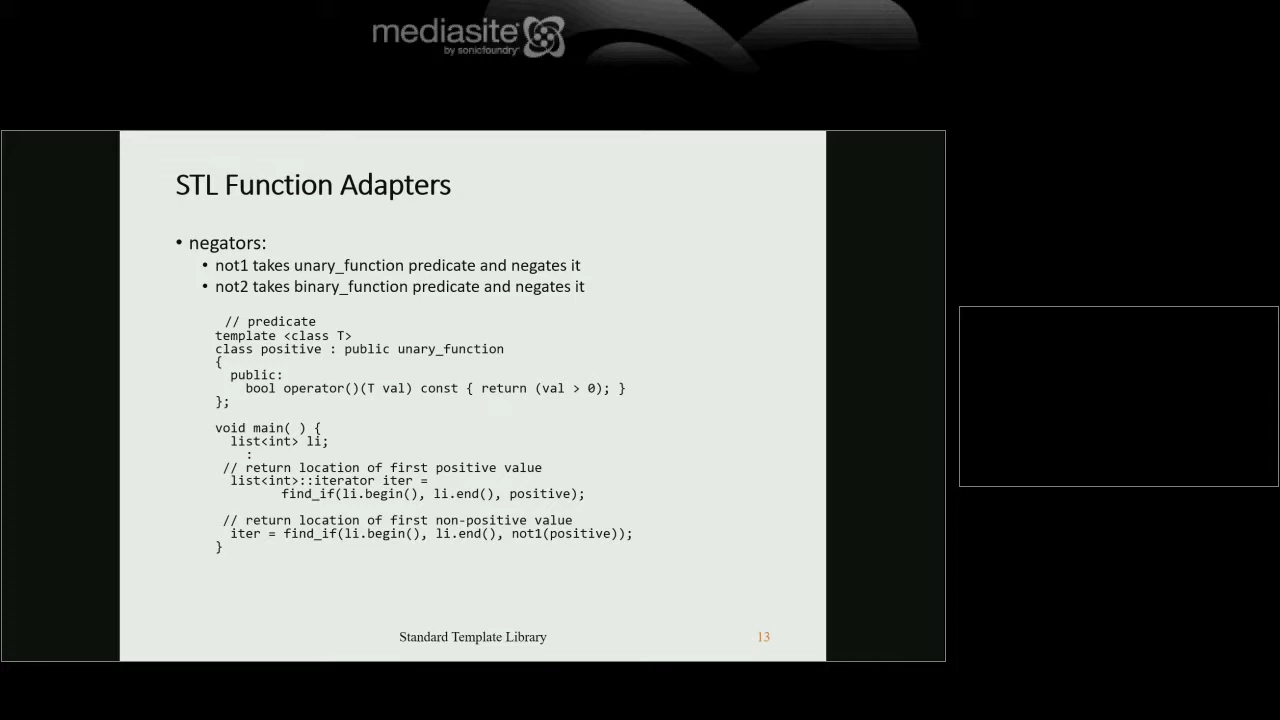 mediasite
by sonicfoundry
STL Function Adapters
• negators:
• not1 takes unary_function predicate and negates it
• not2 takes binary_function predicate and negates it
// predicate
template <class T>
class positive : public unary_function
{
public:
bool operator()(T val) const { return (val > 0); }
};
void main( ) {
list<int> li;
:
// return location of first positive value
list<int>::iterator iter =
find_if(li.begin(), li.end(), positive);
// return location of first non-positive value
iter = find_if(li.begin(), li.end(), not1(positive));
}
Standard Template Library
13